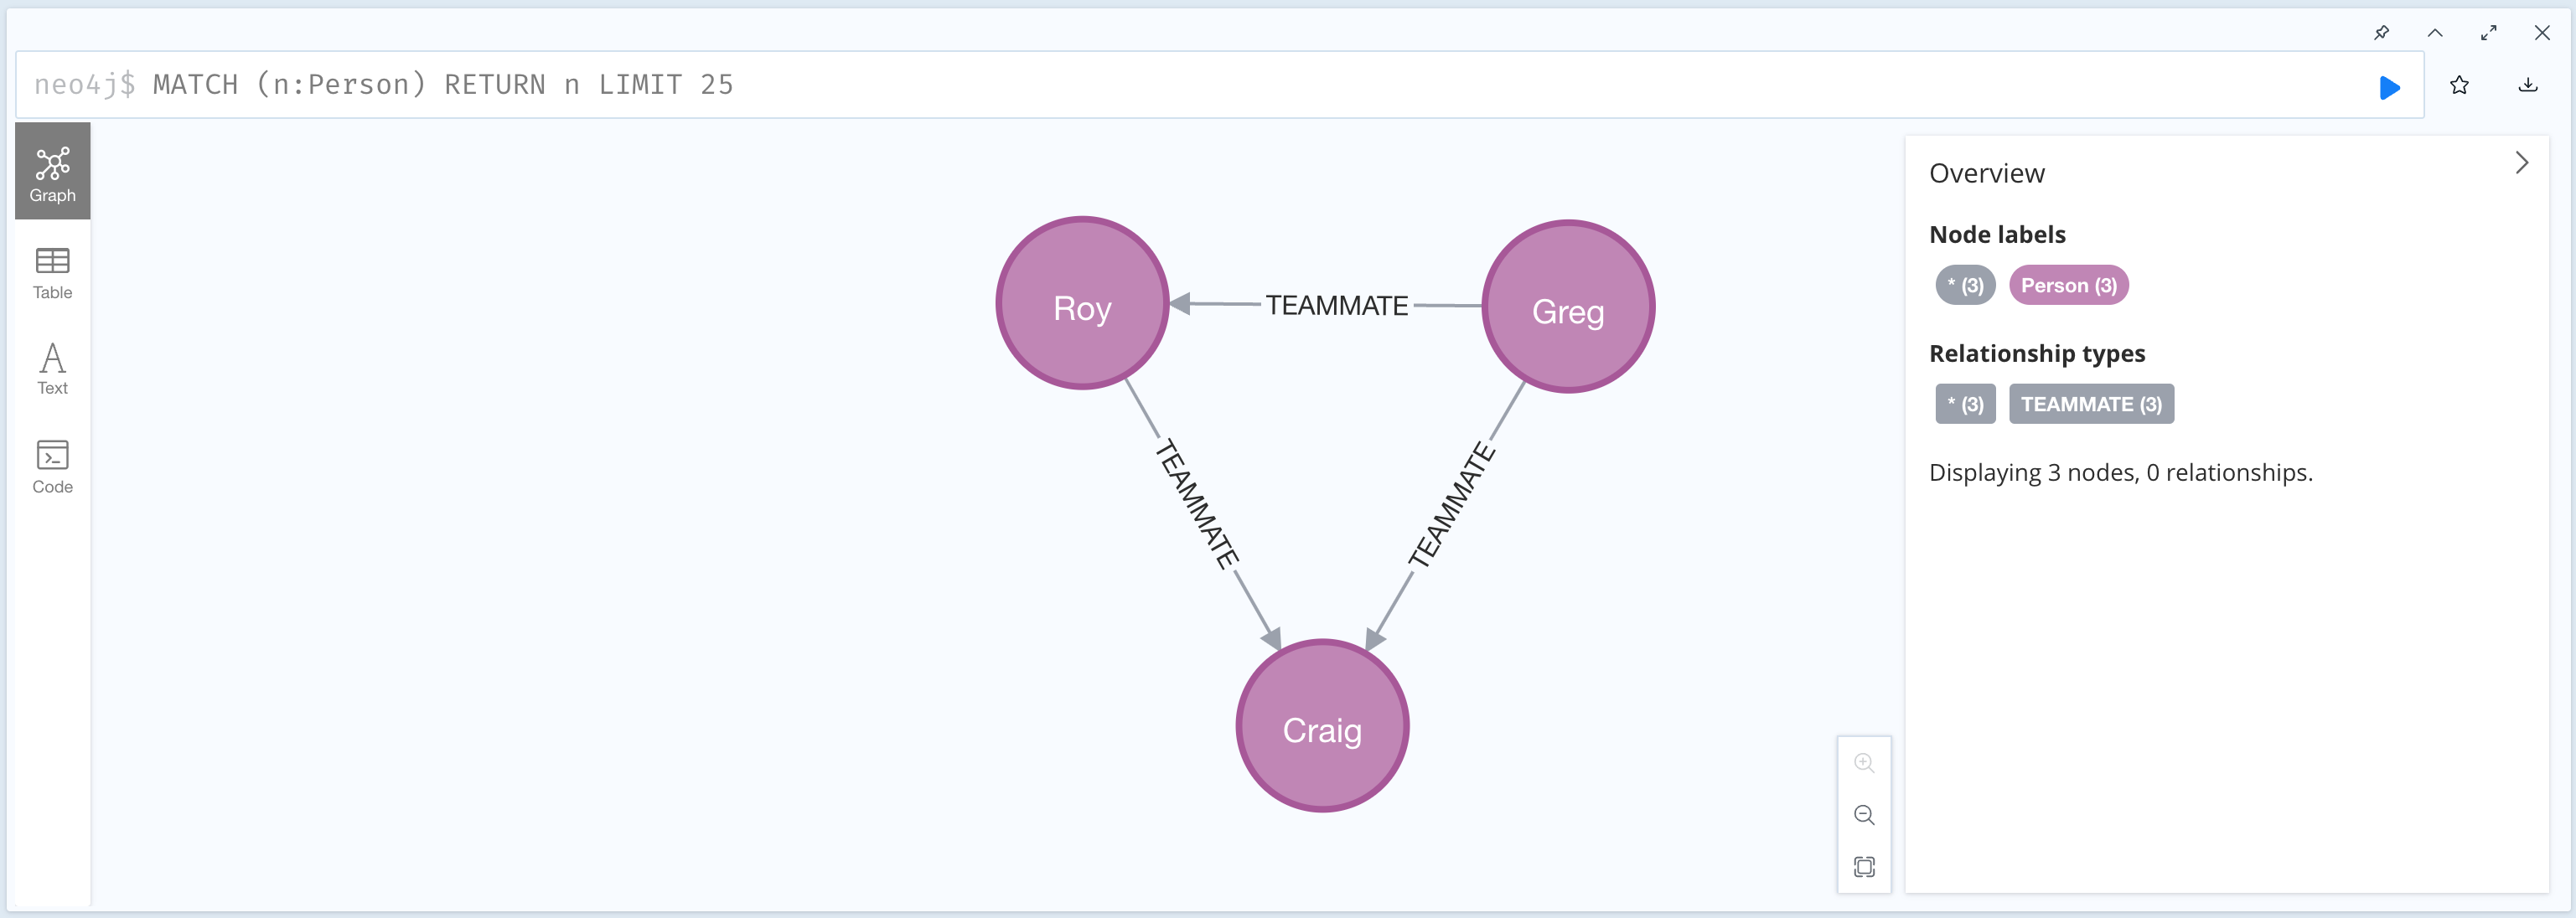 neo4j$ MATCH (n:Person) RETURN n LIMIT 25
Graph
Table
Text
Code
Roy
TEAMMATE
Greg
TEAMMATE
TEAMMATE
Craig
Overview
Node labels
* (3) Person (3)
Relationship types
* (3) TEAMMATE (3)
Displaying 3 nodes, 0 relationships.